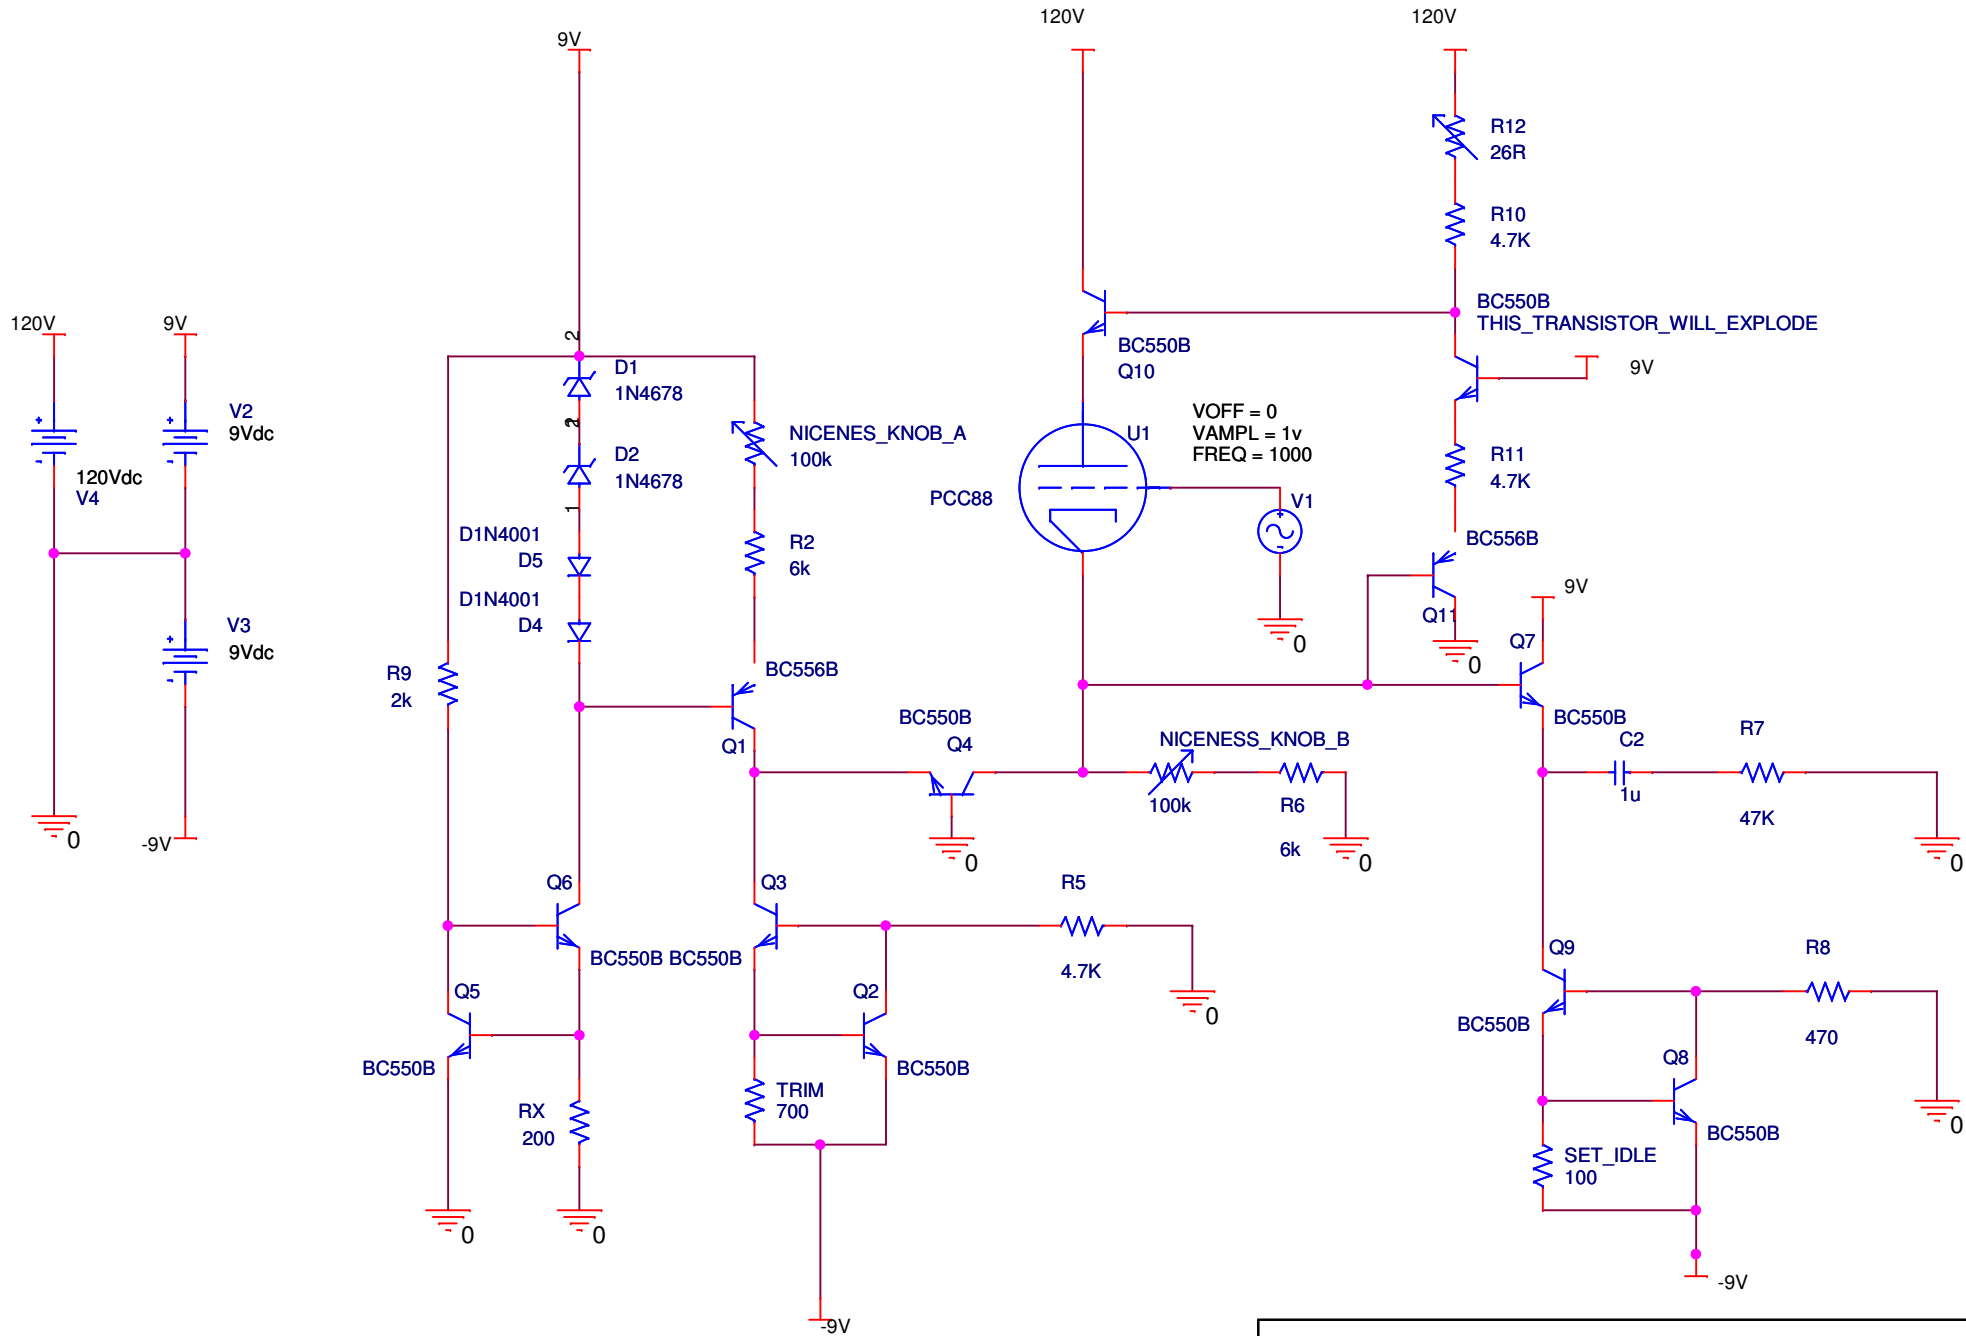 120V
120V
9V
R12
26R
R10
4.7K
BC550B
THIS_TRANSISTOR_WILL_EXPLODE
120V
9V
2
BC550B
Q10
9V
D1
1N4678
V2
9Vdc
VOFF = 0
VAMPL = 1v
FREQ = 1000
NICENES_KNOB_A
100k
U1
D2
1N4678
R11
4.7K
120Vdc
V4
PCC88
V1
1
D1N4001
D5
R2
6k
BC556B
D1N4001
D4
9V
Q11
V3
9Vdc
0
Q7
0
R9
2k
BC556B
BC550B
Q4
BC550B
Q1
NICENESS_KNOB_B
C2
R7
100k
R6
1u
47K
0
-9V
6k
0
0
0
Q6
Q3
R5
BC550B
BC550B
4.7K
Q9
R8
Q5
Q2
0
BC550B
470
BC550B
BC550B
Q8
TRIM
700
RX
200
BC550B
0
SET_IDLE
100
0
0
-9V
-9V